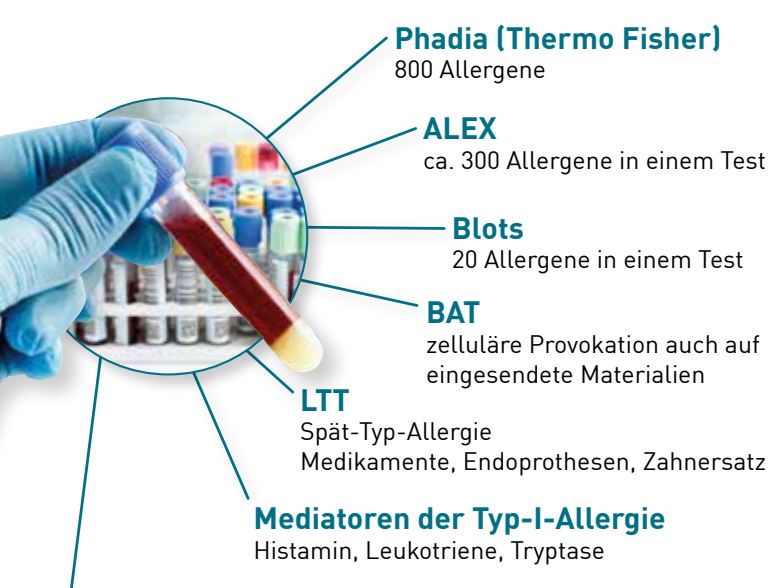 Phadia (Thermo Fisher)
800 Allergene
ALEX
ca. 300 Allergene in einem Test
Blots
20 Allergene in einem Test
BAT
zelluläre Provokation auch auf
eingesendete Materialien
LTT
Spät-Typ-Allergie
Medikamente, Endoprothesen, Zahnersatz
Mediatoren der Typ-I-Allergie
Histamin, Leukotriene, Tryptase